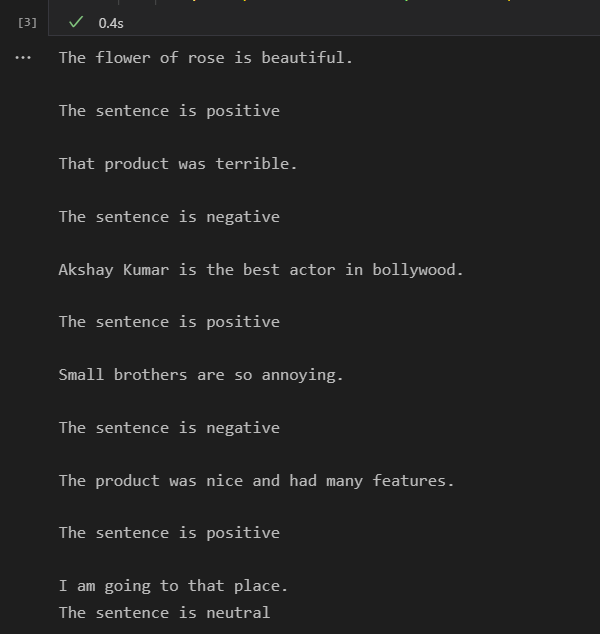 [3]
0.4s
...
The flower of rose is beautiful.
The sentence is positive
That product was terrible.
The sentence is negative
Akshay Kumar is the best actor in bollywood.
The sentence is positive
Small brothers are so annoying.
The sentence is negative
The product was nice and had many features.
The sentence is positive
I am going to that place.
The sentence is neutral